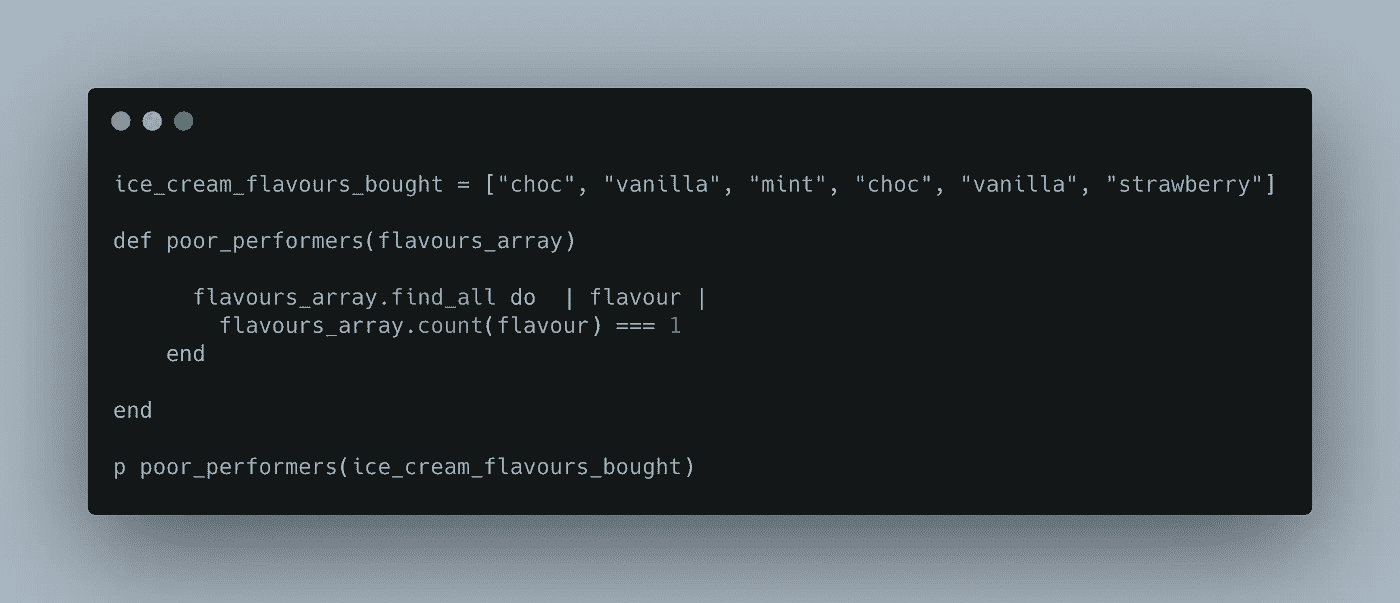 ice_cream_flavours_bought = ["choc", "vanilla", "mint", "choc", "vanilla", "strawberry"]
def poor_performers(flavours_array)
flavours_array.find_all do  | flavour |
flavours_array.count(flavour) === 1
end
end
p poor_performers(ice_cream_flavours_bought)